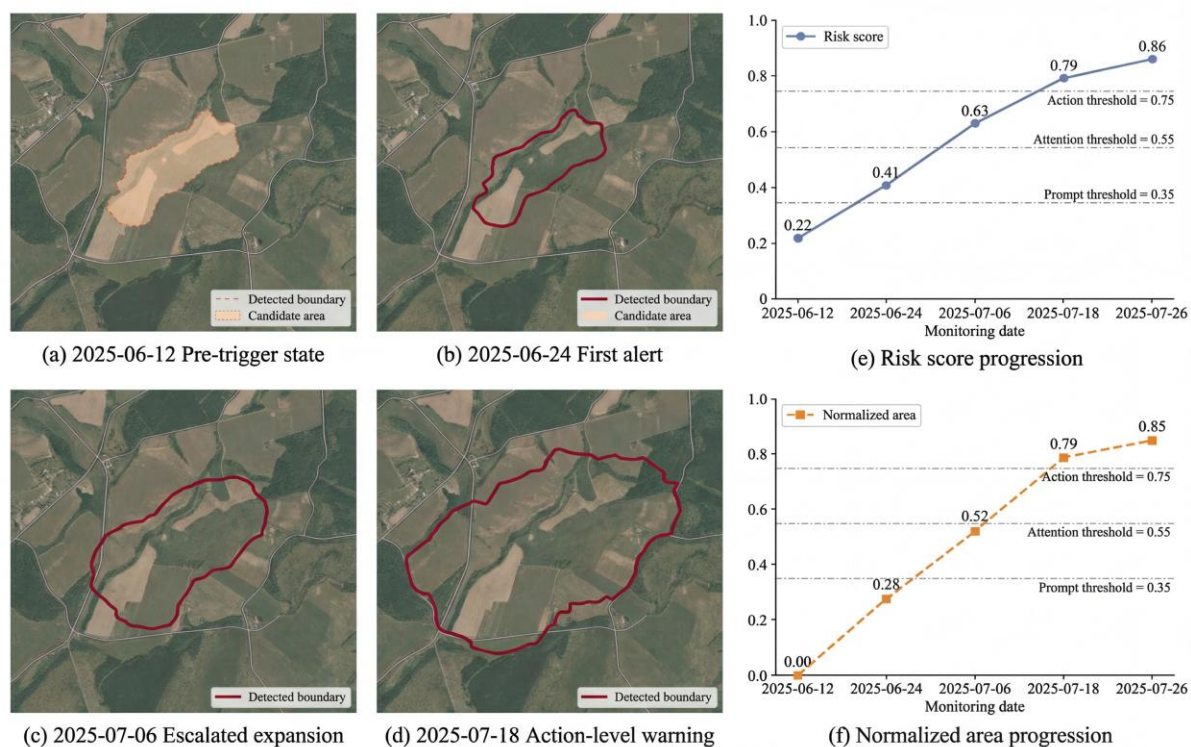 Detected boundary
Candidate area
(a) 2025-06-12 Pre-trigger state
Detected boundary
Candidate area
(b) 2025-06-24 First alert
1.0
0.8
0.6
0.4
0.2
0
Risk score
0.22
0.41
0.63
0.79
0.86
Action threshold = 0.75
Attention threshold = 0.55
Prompt threshold = 0.35
2025-06-12 2025-06-24 2025-07-06 2025-07-18 2025-07-26
Monitoring date
(e) Risk score progression
Detected boundary
(c) 2025-07-06 Escalated expansion
Detected boundary
(d) 2025-07-18 Action-level warning
1.0
0.8
0.6
0.4
0.2
0.0
Normalized area
0.00
0.28
0.52
0.79
0.85
Action threshold = 0.75
Attention threshold = 0.55
Prompt threshold = 0.35
2025-06-12 2025-06-24 2025-07-06 2025-07-18 2025-07-26
Monitoring date
(f) Normalized area progression